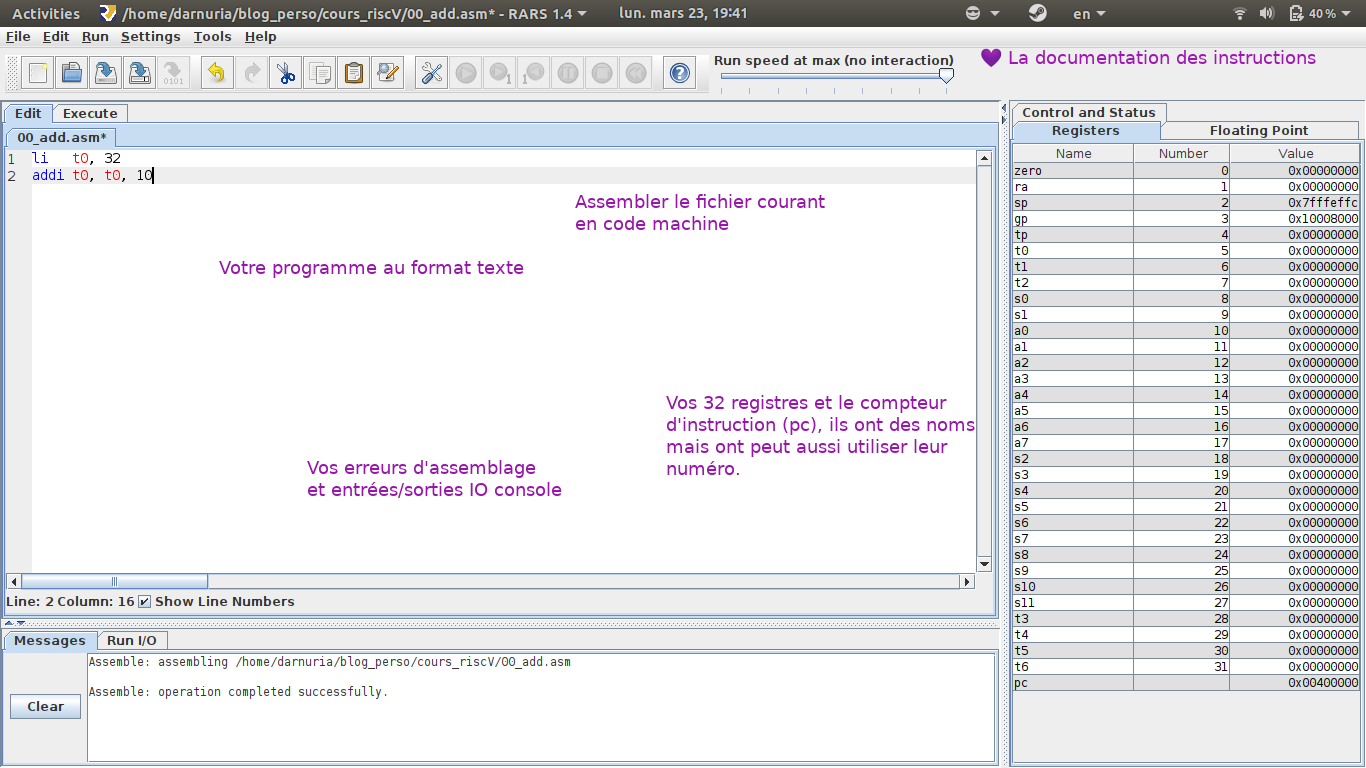 Activities /home/darnuria/blog_perso/cours_riscV/00_add.asm* - RARS 1.4 lun. mars 23, 19:41 en 40 %
File Edit Run Settings Tools Help
Run speed at max (no interaction)
La documentation des instructions
Edit Execute
00_add.asm*
1 li t0, 32
2 addi t0, t0, 10
Assembler le fichier courant
en code machine
Votre programme au format texte
Vos 32 registres et le compteur
d'instruction (pc), ils ont des noms
mais ont peut aussi utiliser leur
numéro.
Vos erreurs d'assemblage
et entrées/sorties IO console
Line: 2 Column: 16 Show Line Numbers
Messages Run I/O
Assemble: assembling /home/darnuria/blog_perso/cours_riscV/00_add.asm
Assemble: operation completed successfully.
Clear
Control and Status
Registers Floating Point
Name Number Value
zero 0 0x00000000
ra 1 0x00000000
sp 2 0x7fffeffc
gp 3 0x10008000
tp 4 0x00000000
t0 5 0x00000000
t1 6 0x00000000
t2 7 0x00000000
s0 8 0x00000000
s1 9 0x00000000
a0 10 0x00000000
a1 11 0x00000000
a2 12 0x00000000
a3 13 0x00000000
a4 14 0x00000000
a5 15 0x00000000
a6 16 0x00000000
a7 17 0x00000000
s2 18 0x00000000
s3 19 0x00000000
s4 20 0x00000000
s5 21 0x00000000
s6 22 0x00000000
s7 23 0x00000000
s8 24 0x00000000
s9 25 0x00000000
s10 26 0x00000000
s11 27 0x00000000
t3 28 0x00000000
t4 29 0x00000000
t5 30 0x00000000
t6 31 0x00000000
pc 0x00400000